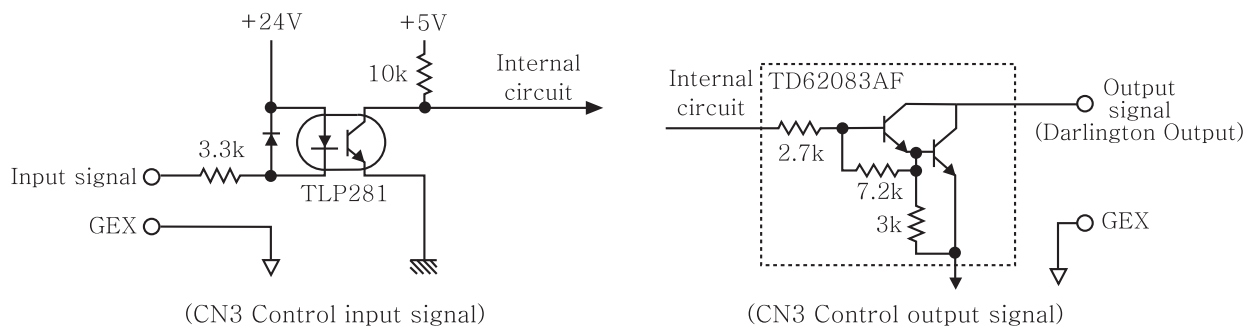 +24V
+5V
10k
Internal
circuit
3.3k
Input signal
TLP281
GEX
(CN3 Control input signal)
Internal
circuit
TD62083AF
Output
signal
(Darlington Output)
2.7k
7.2k
3k
GEX
(CN3 Control output signal)